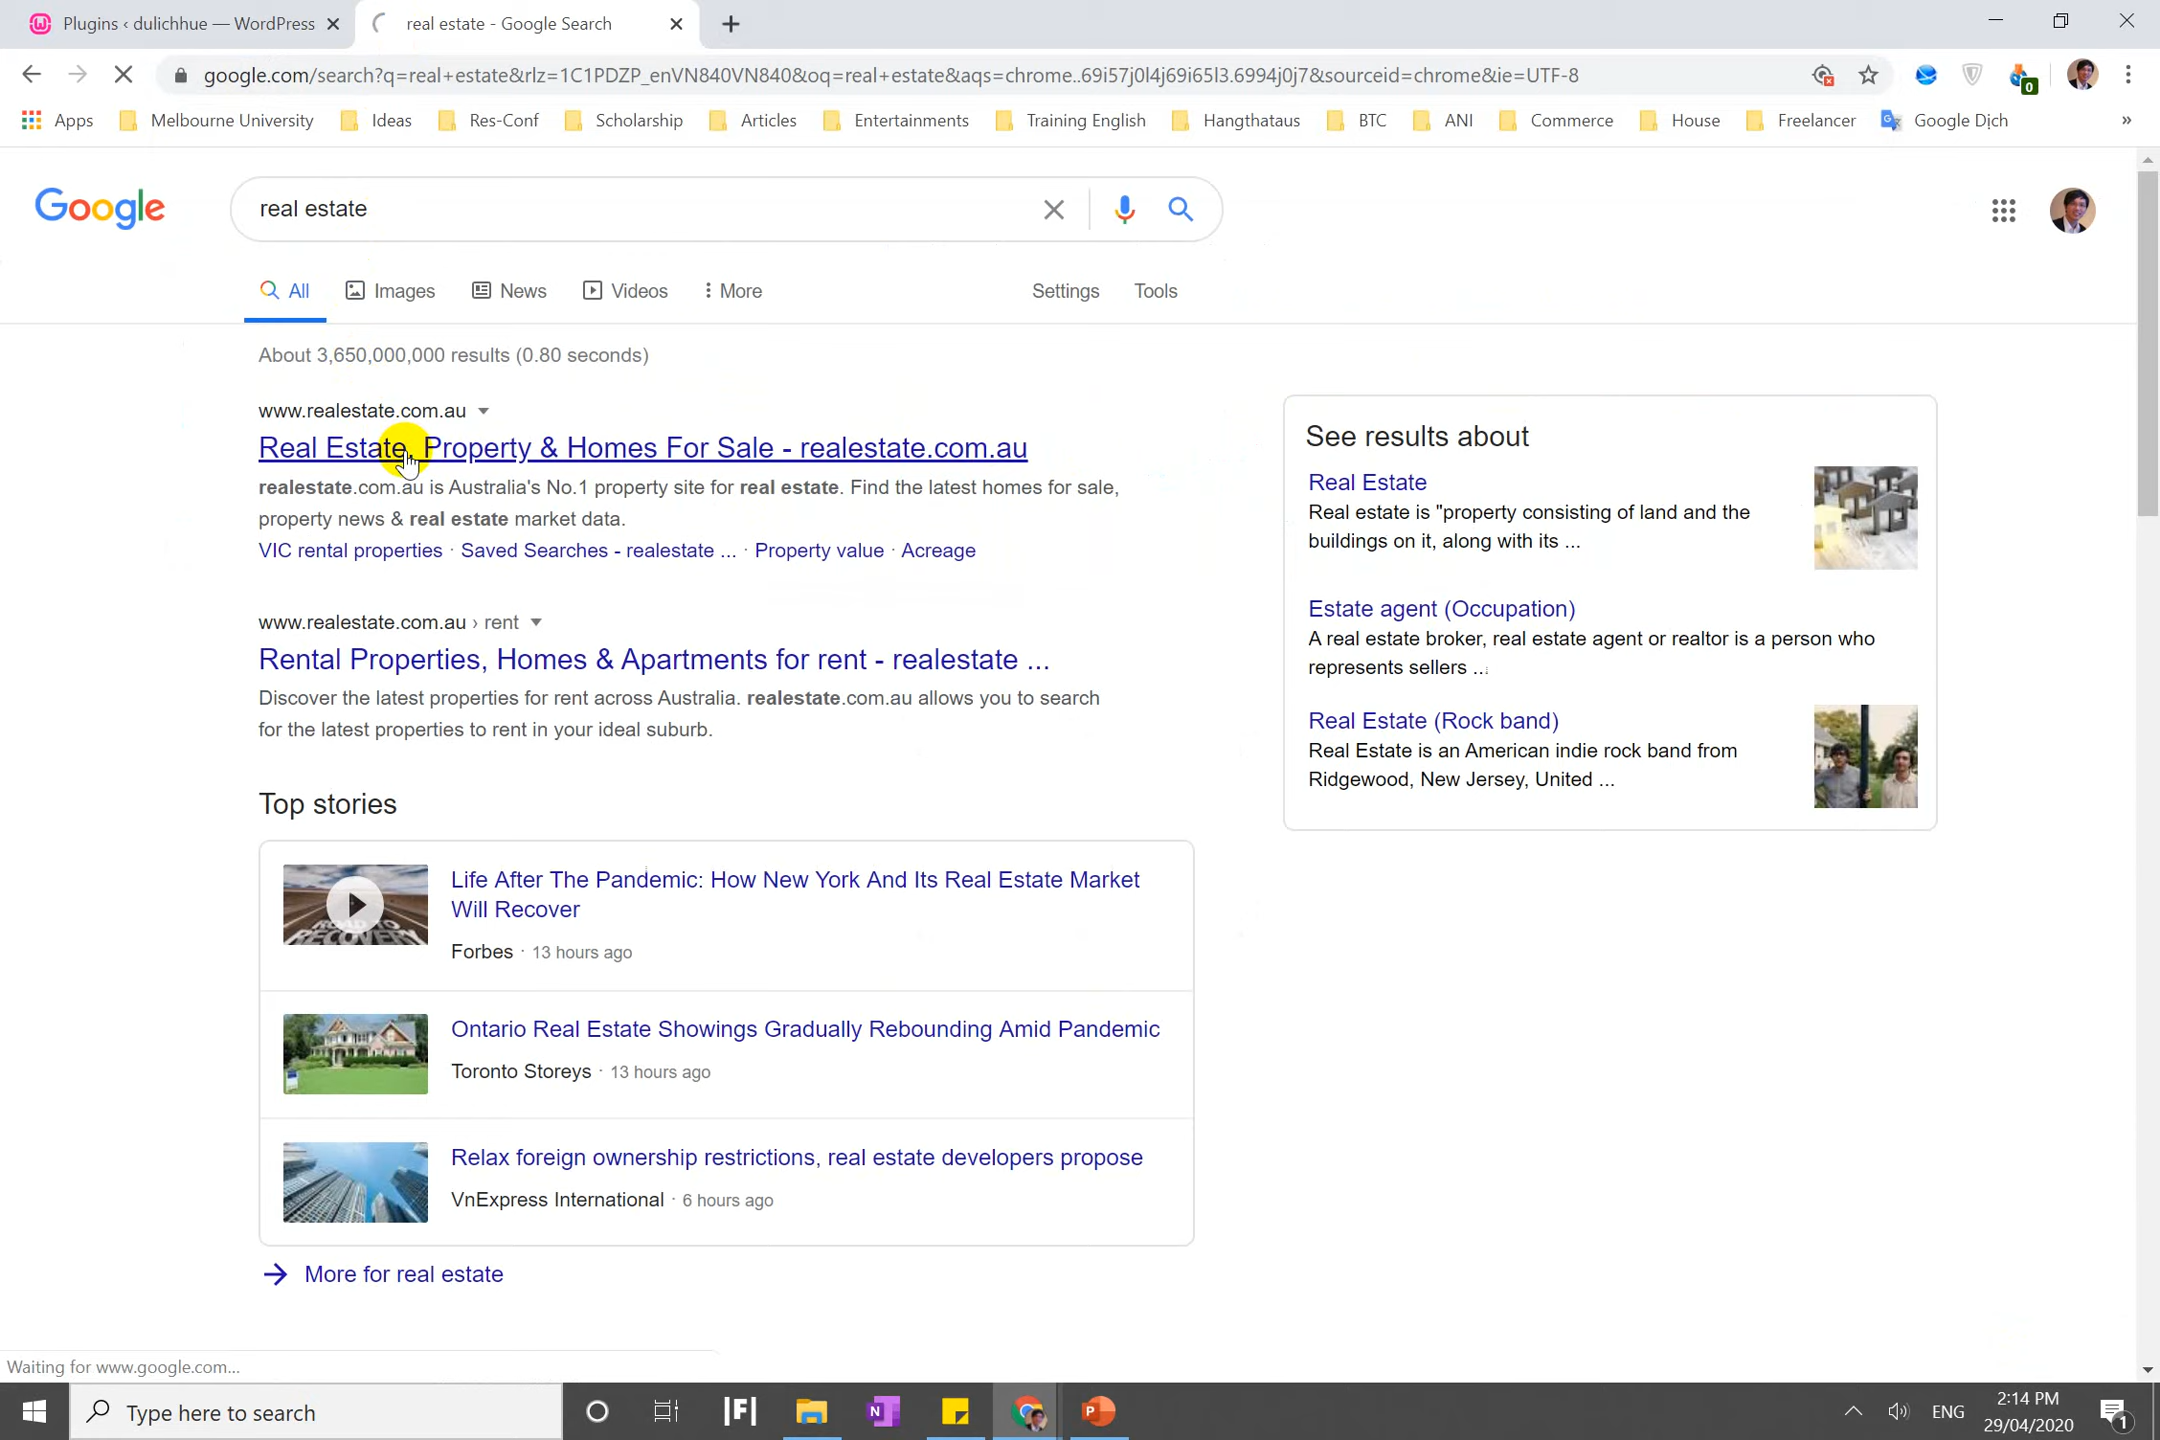 Plugins ‹ dulichhue — WordPress
real estate - Google Search
google.com/search?q=real+estate&rlz=1C1PDZP_enVN840VN840&oq=real+estate&aqs=chrome..69i57j0l4j69i65l3.6994j0j7&sourceid=chrome&ie=UTF-8
0
Apps Melbourne University Ideas Res-Conf Scholarship Articles Entertainments Training English Hangthataus BTC ANI Commerce House Freelancer Google Dịch »
Google
real estate
All Images News Videos More Settings Tools
About 3,650,000,000 results (0.80 seconds)
www.realestate.com.au
Real Estate, Property & Homes For Sale - realestate.com.au
realestate.com.au is Australia's No.1 property site for real estate. Find the latest homes for sale,
property news & real estate market data.
VIC rental properties · Saved Searches - realestate ... · Property value · Acreage
www.realestate.com.au › rent
Rental Properties, Homes & Apartments for rent - realestate ...
Discover the latest properties for rent across Australia. realestate.com.au allows you to search
for the latest properties to rent in your ideal suburb.
Top stories
Life After The Pandemic: How New York And Its Real Estate Market
Will Recover
Forbes · 13 hours ago
Ontario Real Estate Showings Gradually Rebounding Amid Pandemic
Toronto Storeys · 13 hours ago
Relax foreign ownership restrictions, real estate developers propose
VnExpress International · 6 hours ago
More for real estate
See results about
Real Estate
Real estate is "property consisting of land and the
buildings on it, along with its ...
Estate agent (Occupation)
A real estate broker, real estate agent or realtor is a person who
represents sellers ...
Real Estate (Rock band)
Real Estate is an American indie rock band from
Ridgewood, New Jersey, United ...
Waiting for www.google.com...
Type here to search
ENG
2:14 PM
29/04/2020
1